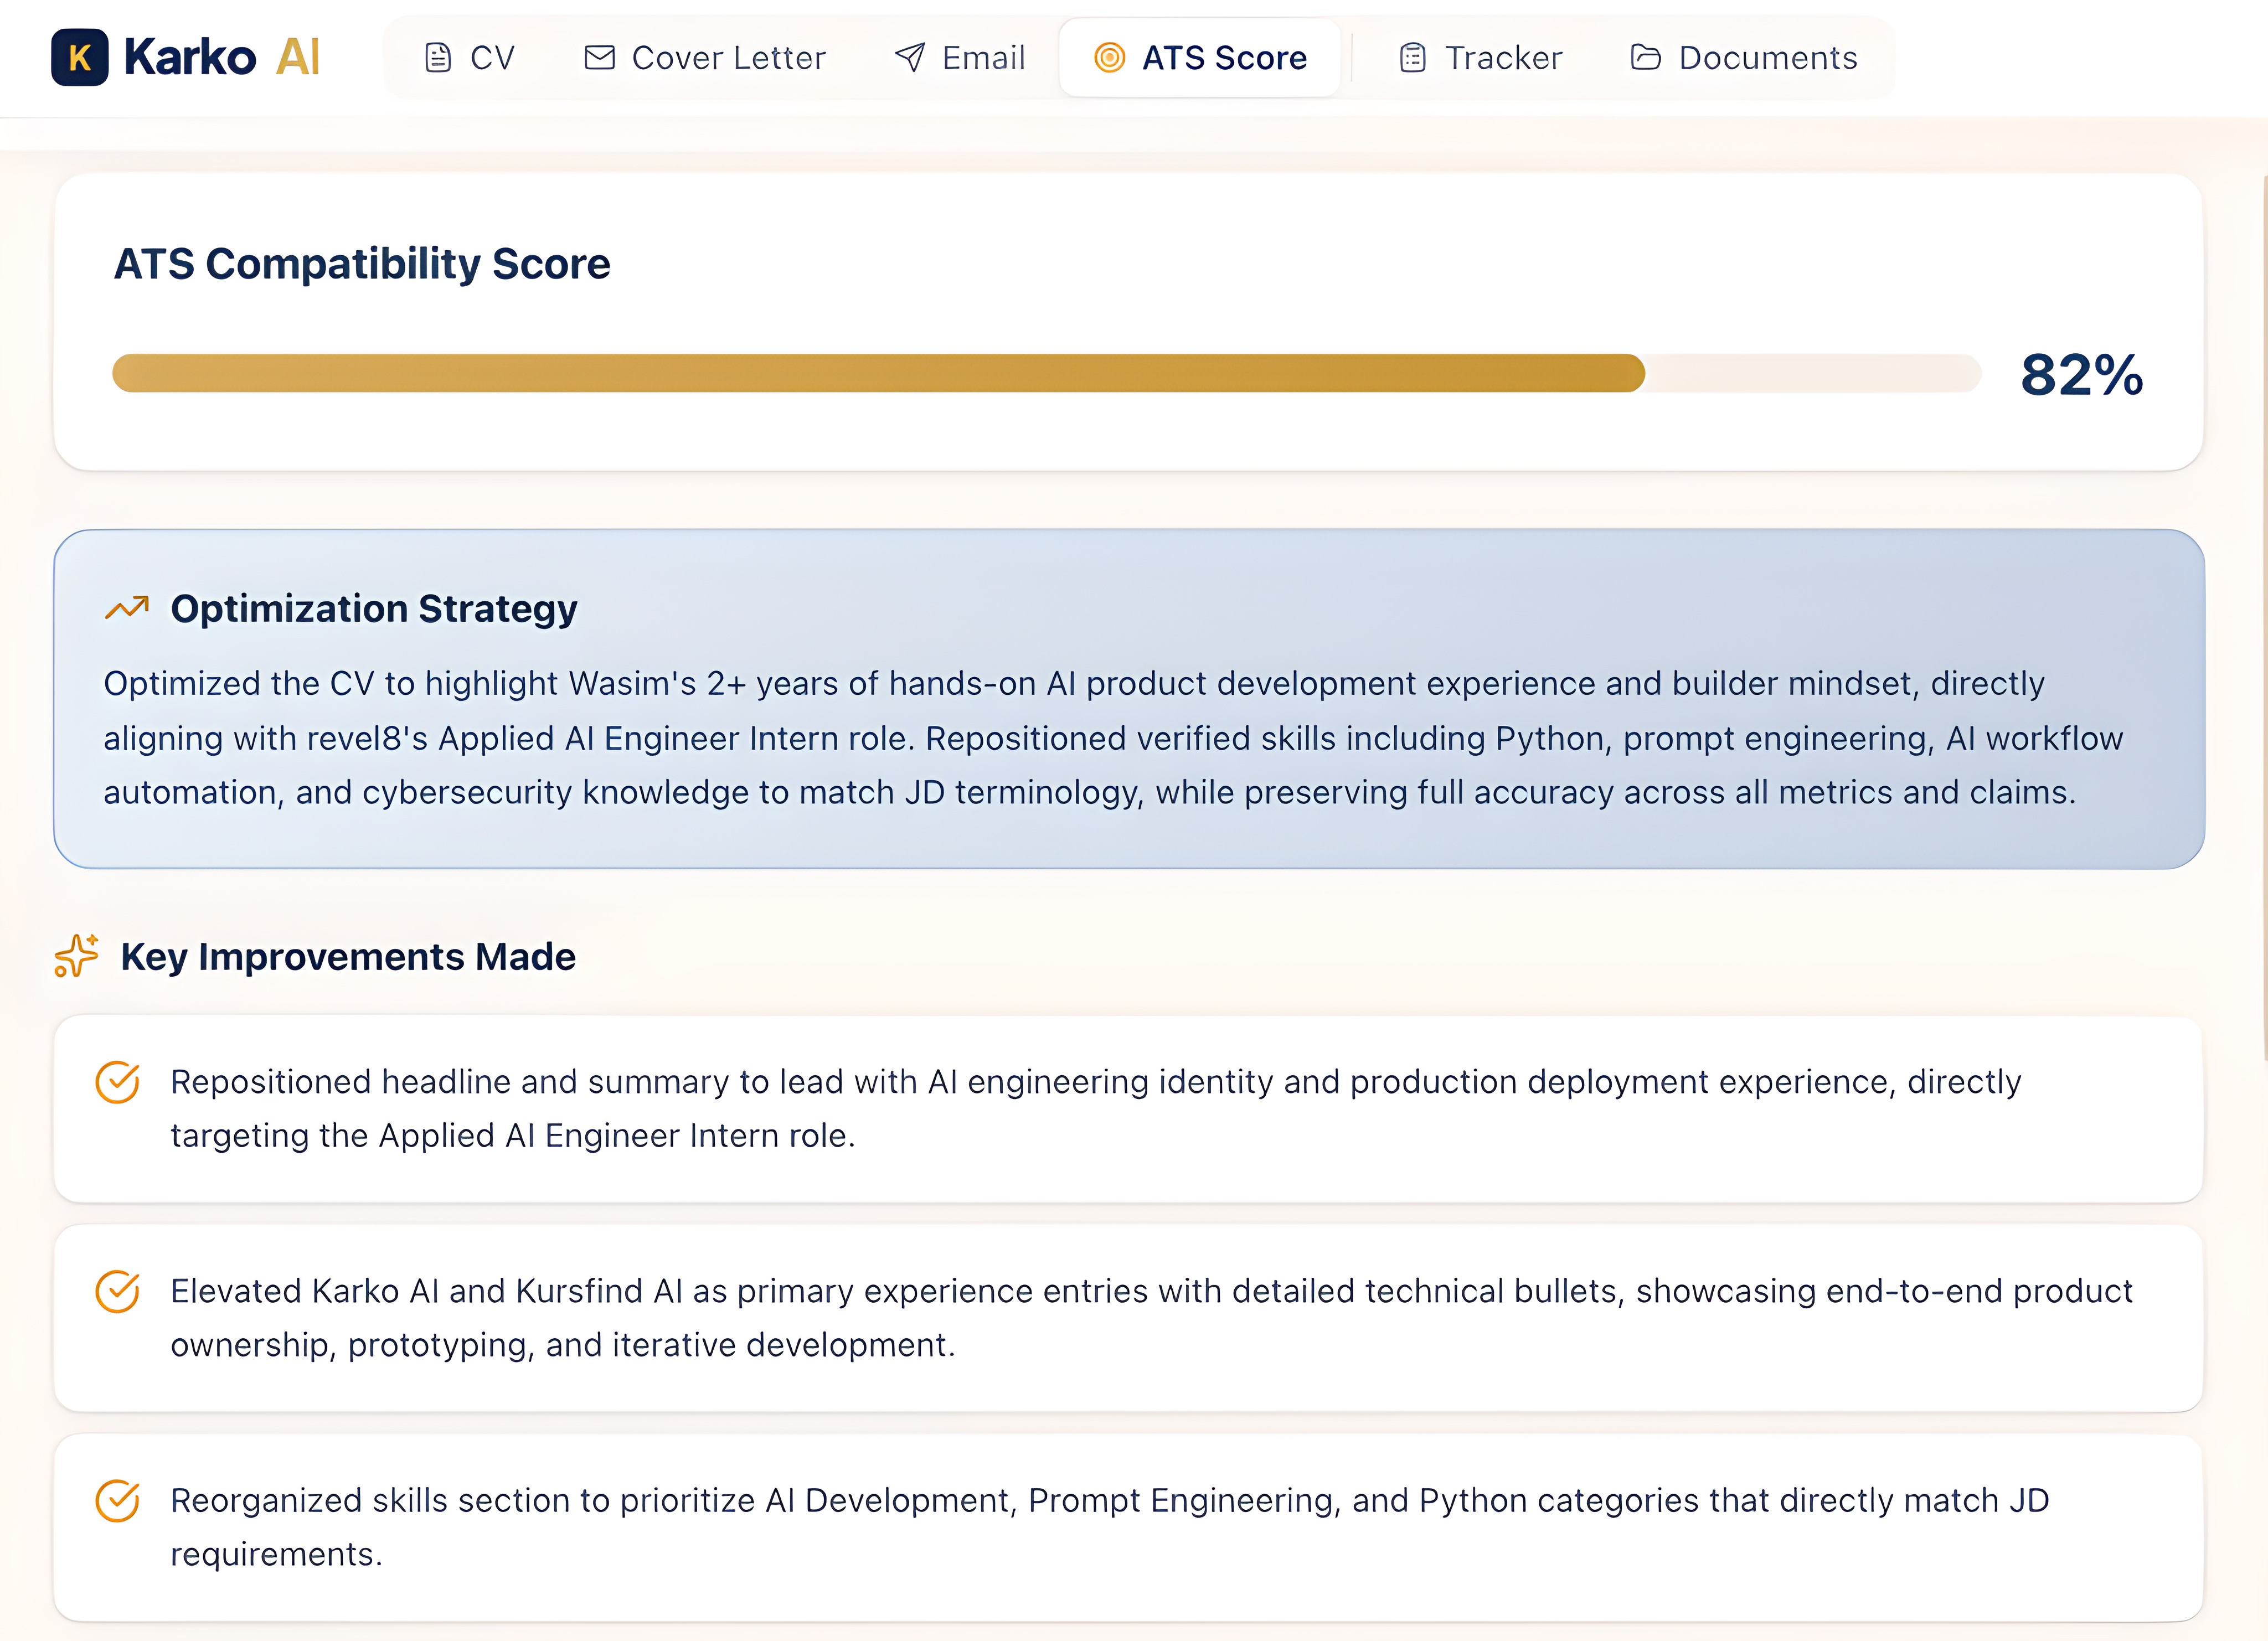 K Karko AI
CV
Cover Letter
Email
ATS Score
Tracker
Documents
ATS Compatibility Score
82%
Optimization Strategy
Optimized the CV to highlight Wasim's 2+ years of hands-on AI product development experience and builder mindset, directly
aligning with revel8's Applied AI Engineer Intern role. Repositioned verified skills including Python, prompt engineering, AI workflow
automation, and cybersecurity knowledge to match JD terminology, while preserving full accuracy across all metrics and claims.
Key Improvements Made
Repositioned headline and summary to lead with AI engineering identity and production deployment experience, directly
targeting the Applied AI Engineer Intern role.
Elevated Karko AI and Kursfind AI as primary experience entries with detailed technical bullets, showcasing end-to-end product
ownership, prototyping, and iterative development.
Reorganized skills section to prioritize AI Development, Prompt Engineering, and Python categories that directly match JD
requirements.